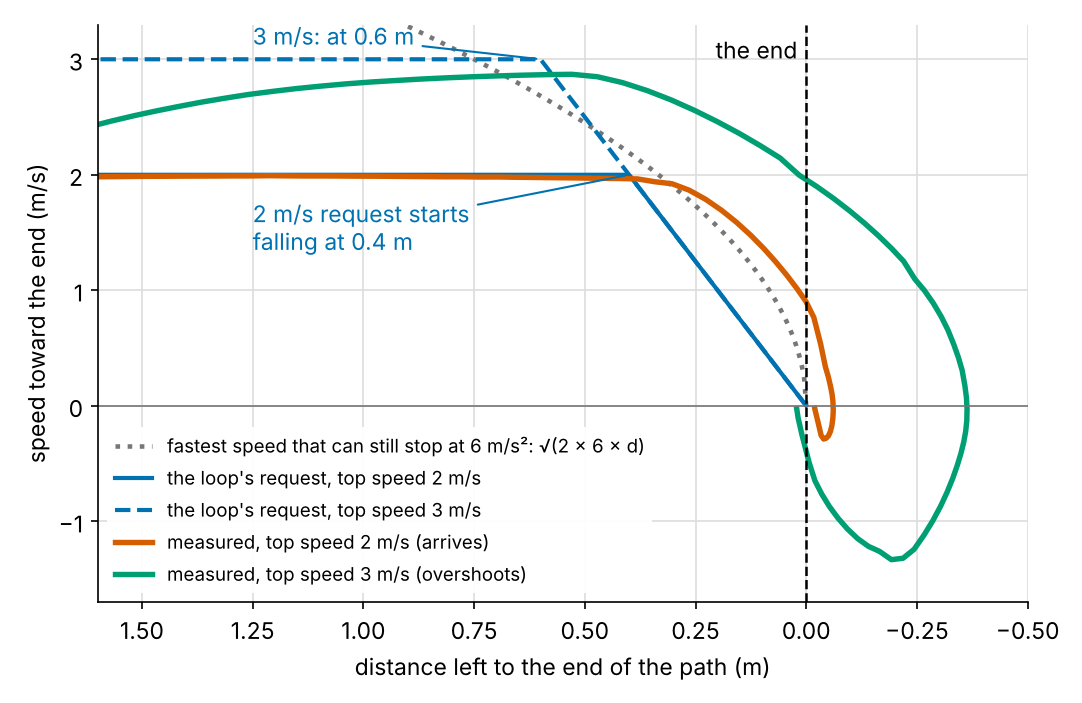 3 m/s: at 0.6 m
the end
2 m/s request starts
falling at 0.4 m
speed toward the end (m/s)
3
2
1
0
−1
fastest speed that can still stop at 6 m/s²: √(2 × 6 × d)
the loop's request, top speed 2 m/s
the loop's request, top speed 3 m/s
measured, top speed 2 m/s (arrives)
measured, top speed 3 m/s (overshoots)
1.50 1.25 1.00 0.75 0.50 0.25 0.00 −0.25 −0.50
distance left to the end of the path (m)